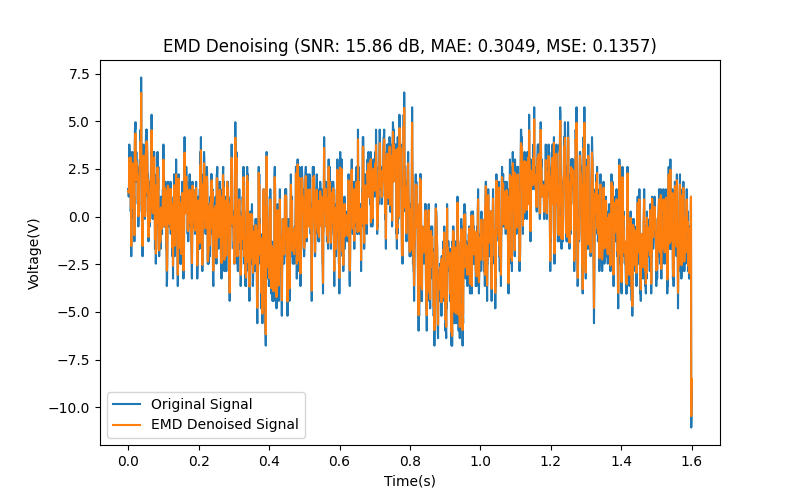 EMD Denoising (SNR: 15.86 dB, MAE: 0.3049, MSE: 0.1357)
7.5
5.0
2.5
0.0
−2.5
−5.0
−7.5
−10.0
Voltage(V)
Original Signal
EMD Denoised Signal
0.0 0.2 0.4 0.6 0.8 1.0 1.2 1.4 1.6
Time(s)